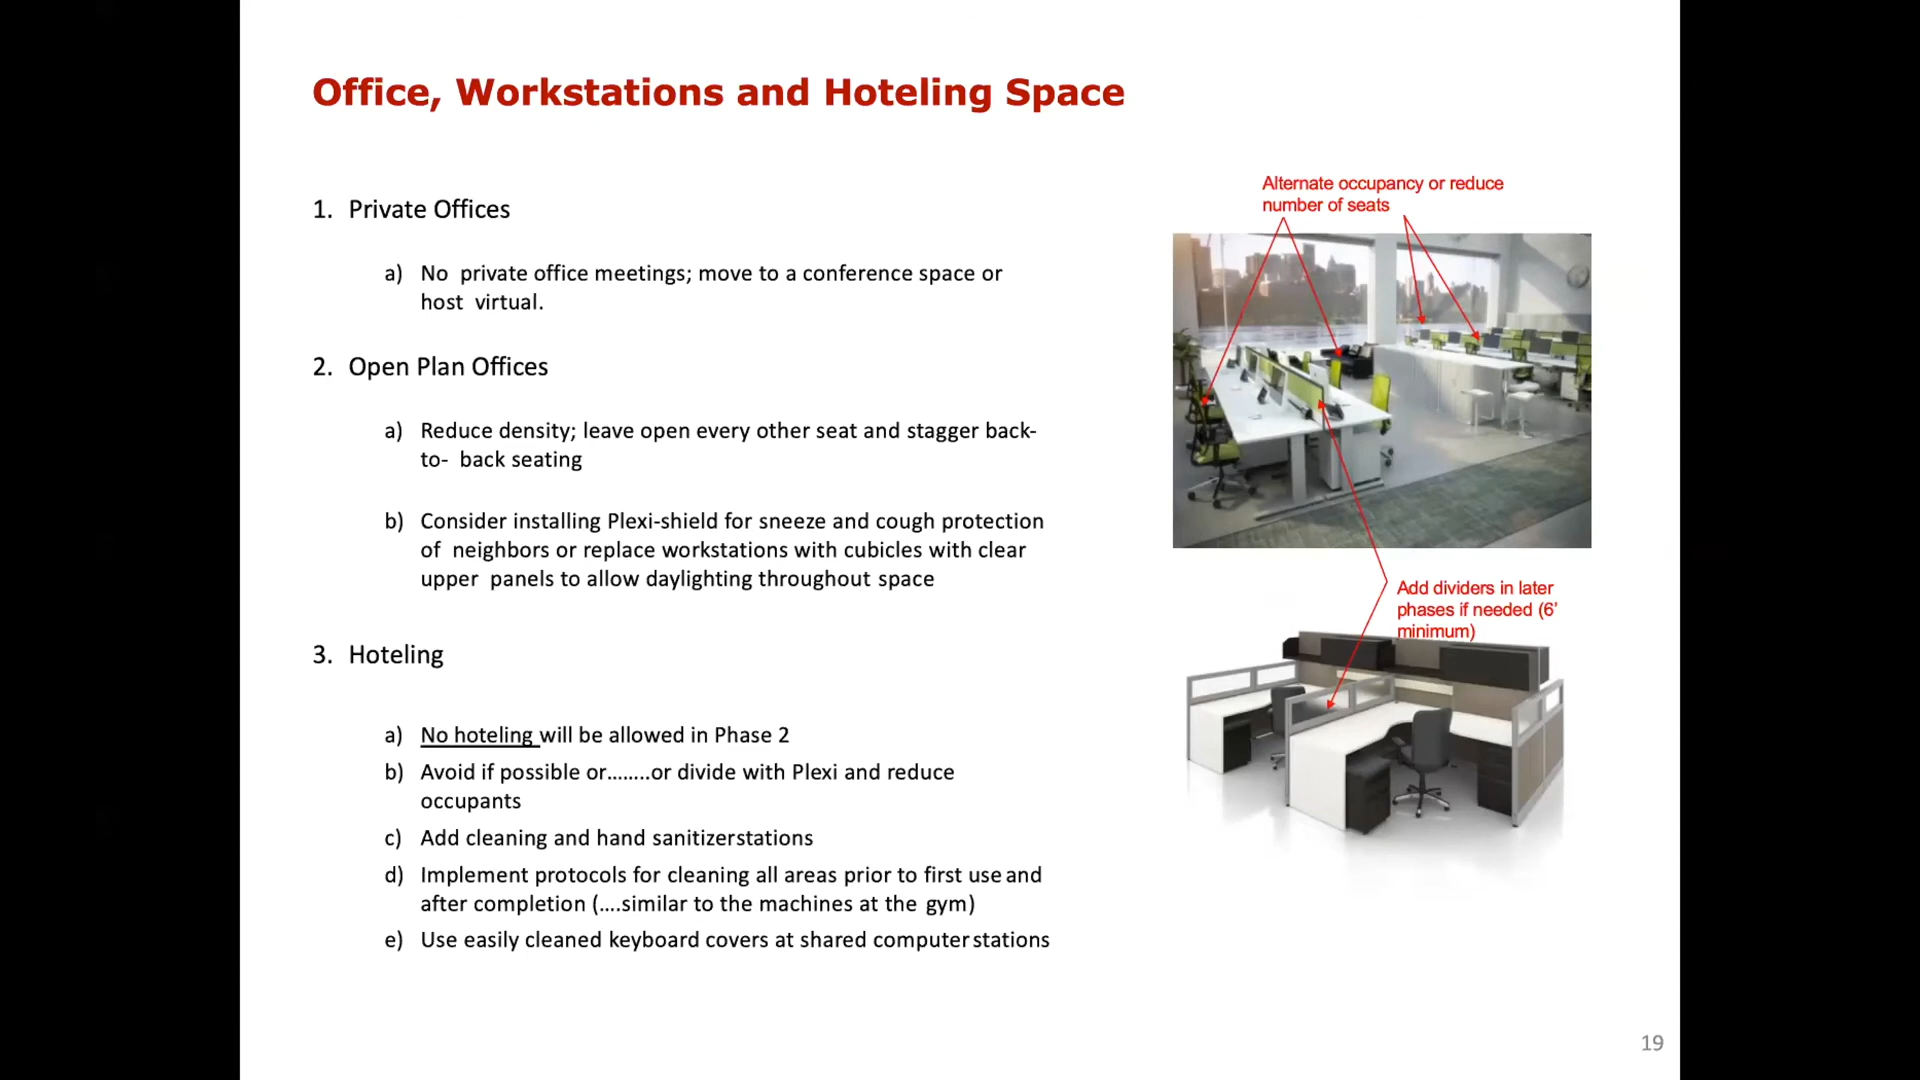 Office, Workstations and Hoteling Space
1. Private Offices
a) No private office meetings; move to a conference space or
host virtual.
2. Open Plan Offices
a) Reduce density; leave open every other seat and stagger back-
to- back seating
b) Consider installing Plexi-shield for sneeze and cough protection
of neighbors or replace workstations with cubicles with clear
upper panels to allow daylighting throughout space
3. Hoteling
a) No hoteling will be allowed in Phase 2
b) Avoid if possible or........or divide with Plexi and reduce
occupants
c) Add cleaning and hand sanitizerstations
d) Implement protocols for cleaning all areas prior to first use and
after completion (....similar to the machines at the gym)
e) Use easily cleaned keyboard covers at shared computer stations
Alternate occupancy or reduce
number of seats
Add dividers in later
phases if needed (6'
minimum)
19